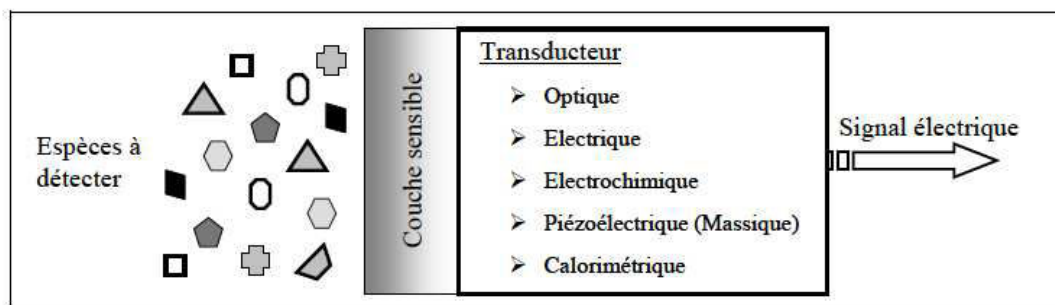 Espèces à
détecter
Couche sensible
Transducteur
➢ Optique
➢ Electrique
➢ Electrochimique
➢ Piézoélectrique (Massique)
➢ Calorimétrique
Signal électrique